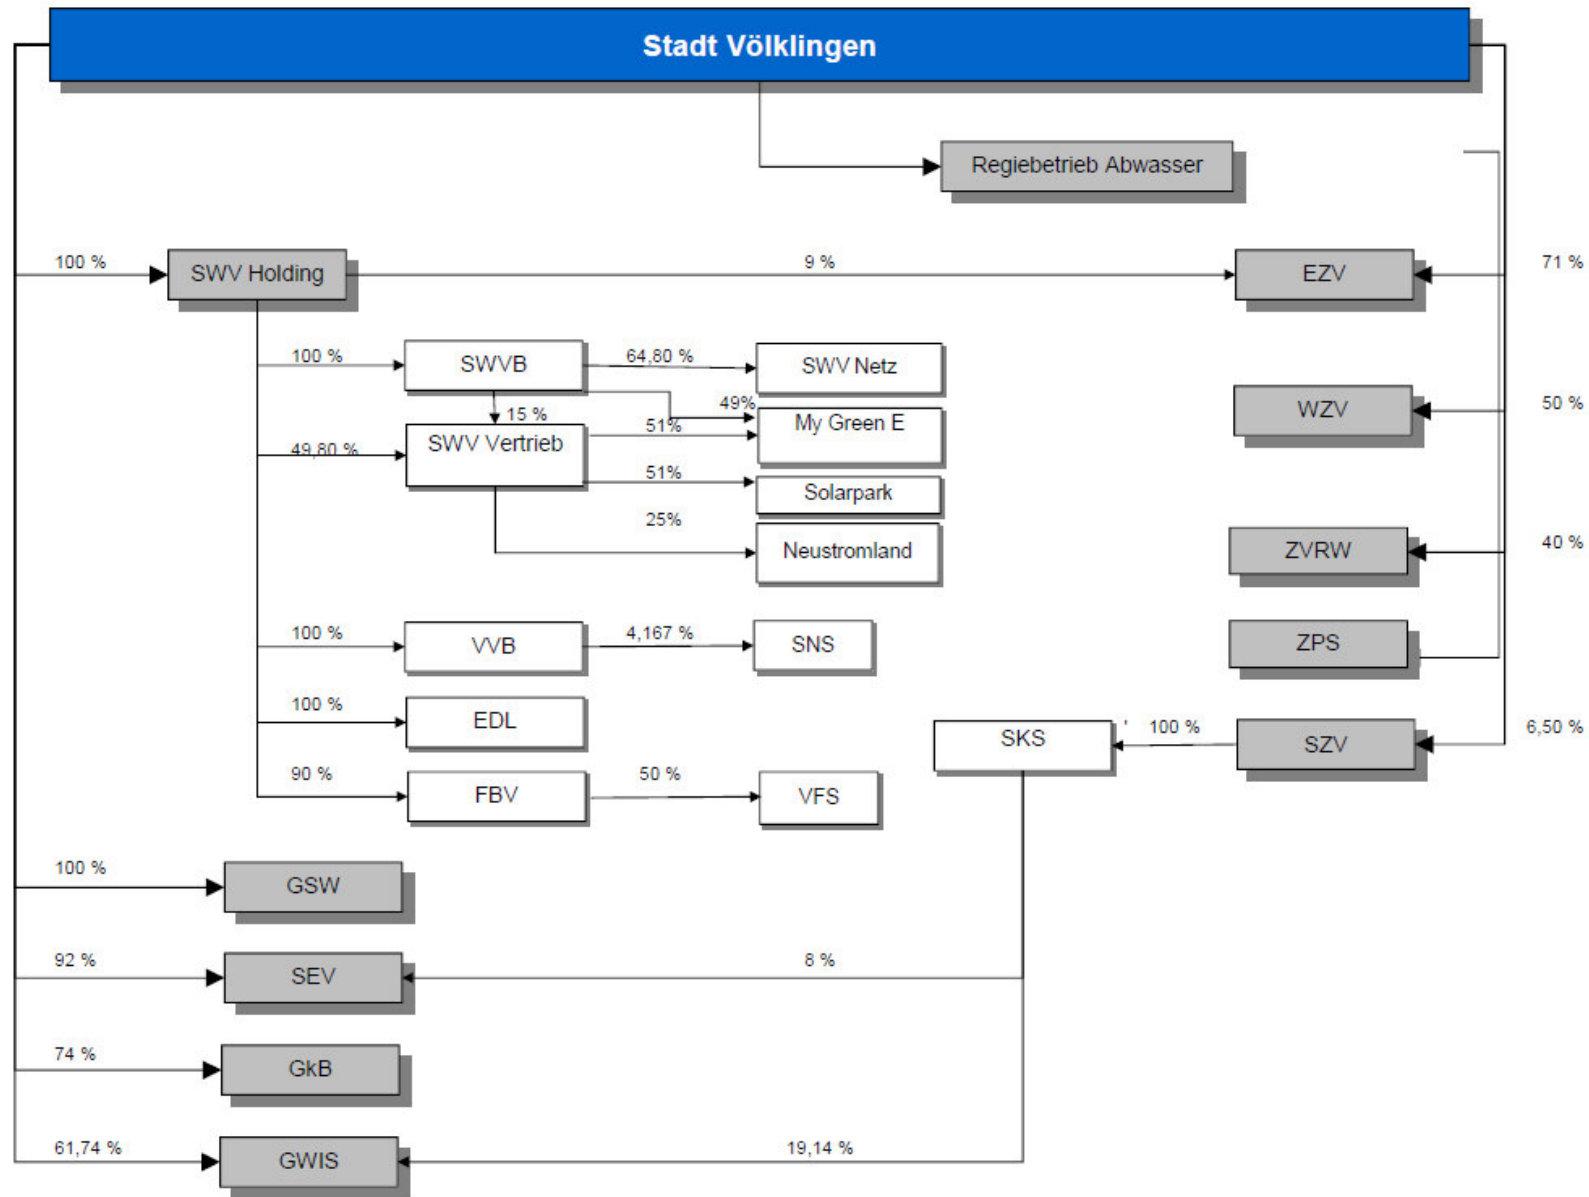 Stadt Völklingen
Regiebetrieb Abwasser
100 %
SWV Holding
9 %
EZV
71 %
100 %
SWVB
64,80 %
SWV Netz
15 %
49%
WZV
50 %
49,80 %
SWV Vertrieb
51%
My Green E
51%
Solarpark
25%
Neustromland
ZVRW
40 %
100 %
VVB
4,167 %
SNS
ZPS
100 %
EDL
SKS
100 %
SZV
6,50 %
90 %
FBV
50 %
VFS
100 %
GSW
92 %
SEV
8 %
74 %
GkB
61,74 %
GWIS
19,14 %